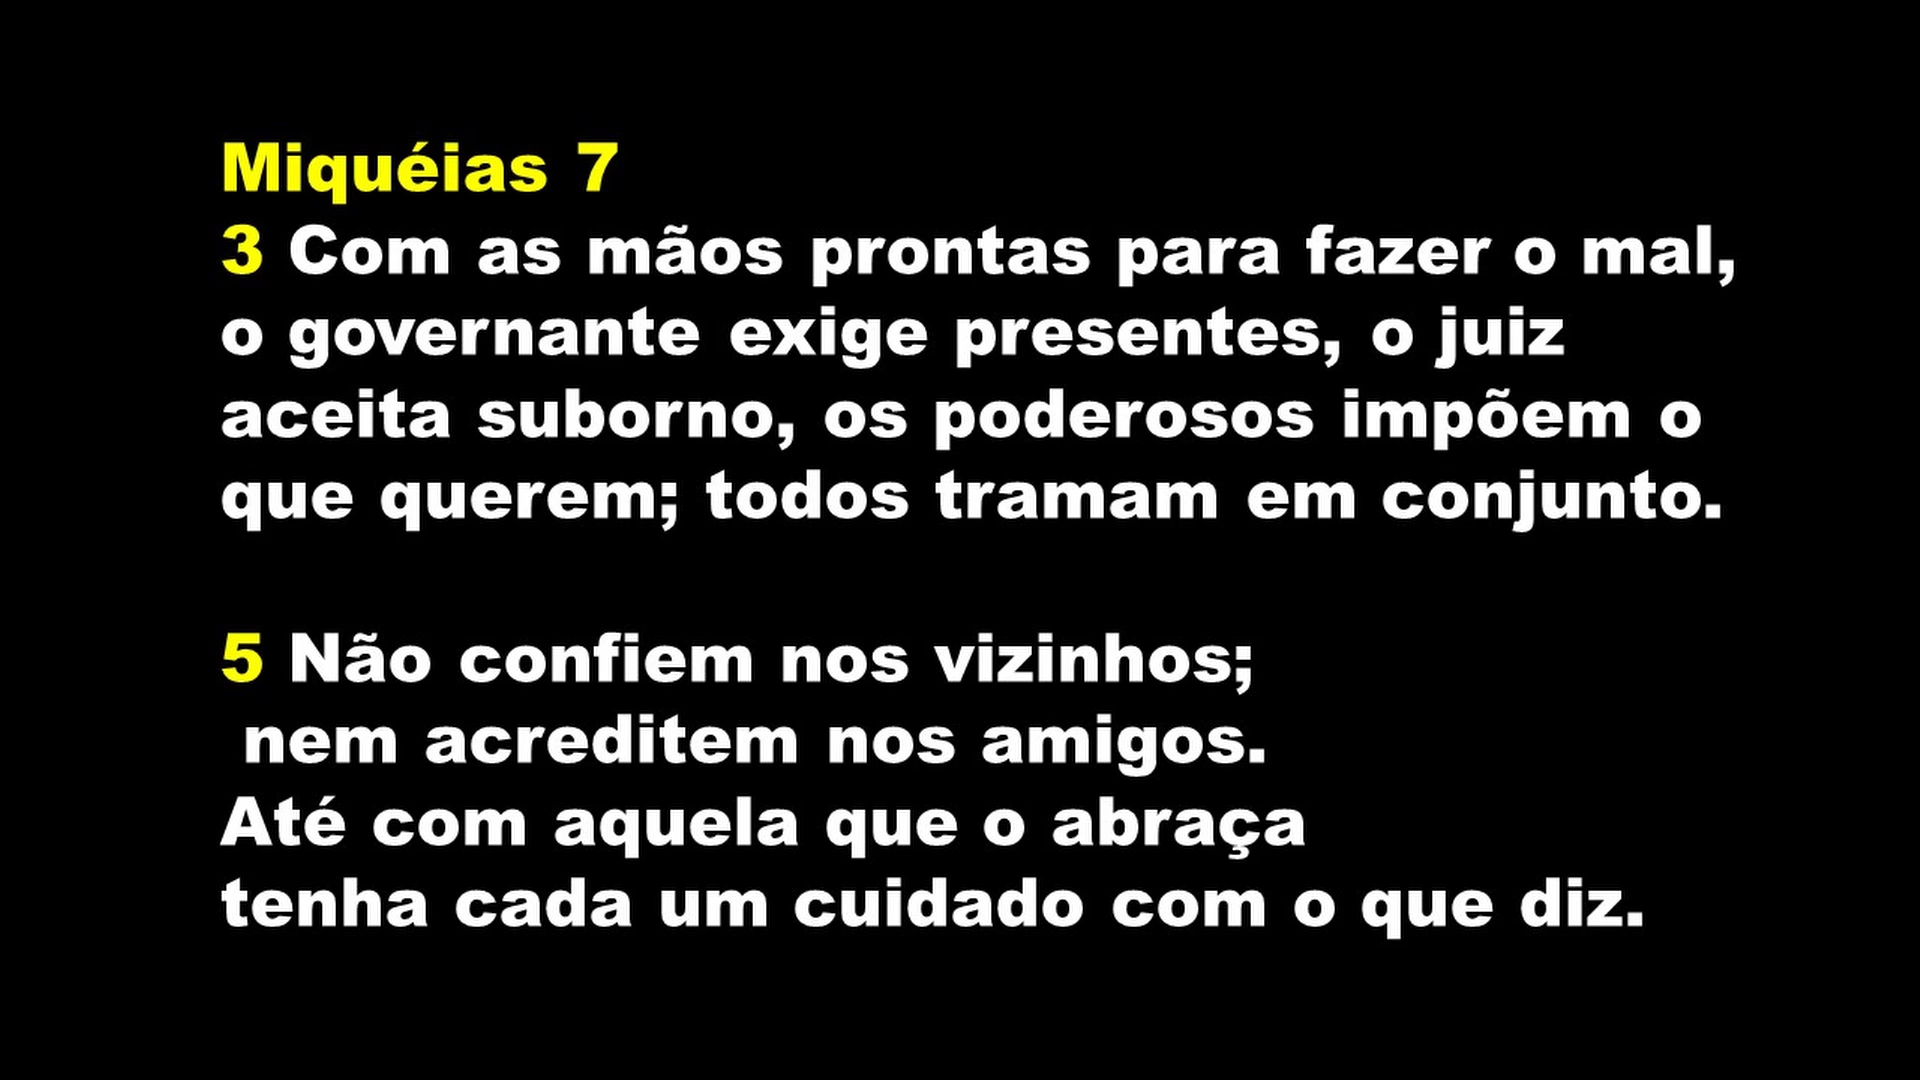 Miquéias 7
3 Com as mãos prontas para fazer o mal,
o governante exige presentes, o juiz
aceita suborno, os poderosos impõem o
que querem; todos tramam em conjunto.
5 Não confiem nos vizinhos;
nem acreditem nos amigos.
Até com aquela que o abraça
tenha cada um cuidado com o que diz.